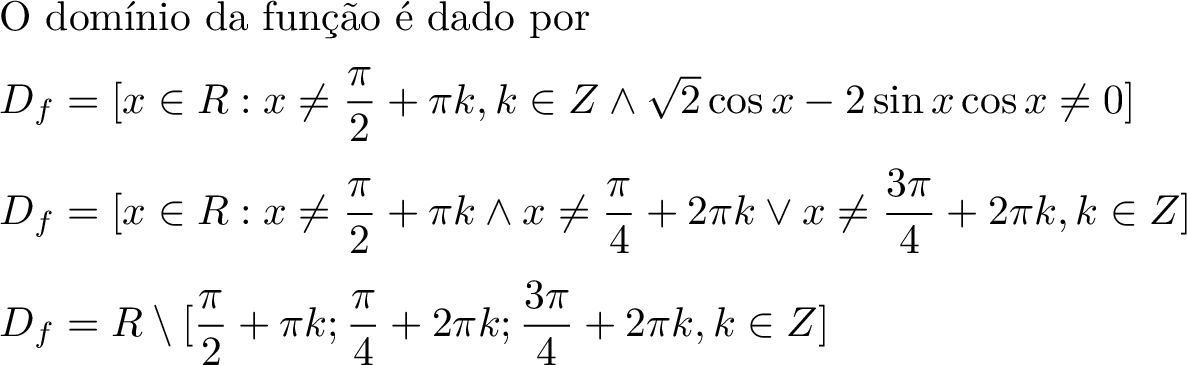 O domínio da função é dado por
D_f = [x ∈ R : x ≠ π/2 + πk, k ∈ Z ∧ √2 cos x − 2 sin x cos x ≠ 0]
D_f = [x ∈ R : x ≠ π/2 + πk ∧ x ≠ π/4 + 2πk ∨ x ≠ 3π/4 + 2πk, k ∈ Z]
D_f = R \ [π/2 + πk; π/4 + 2πk; 3π/4 + 2πk, k ∈ Z]